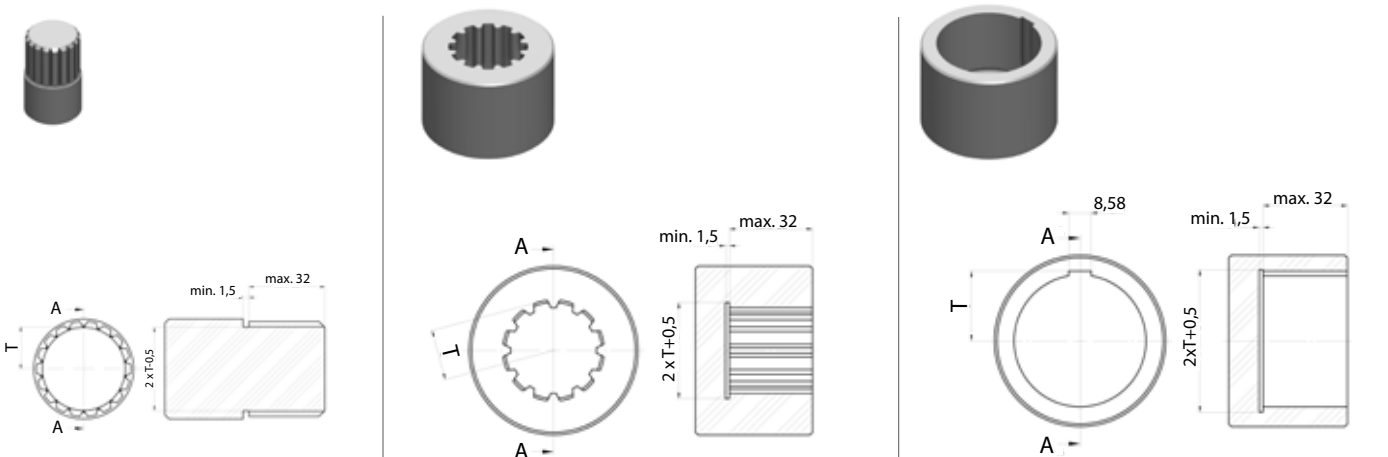 A
T
A
min. 1,5
max. 32
2 x T-0,5
A
T
A
min. 1,5
max. 32
2 x T+0,5
8,58
A
T
A
min. 1,5
max. 32
2xT+0,5